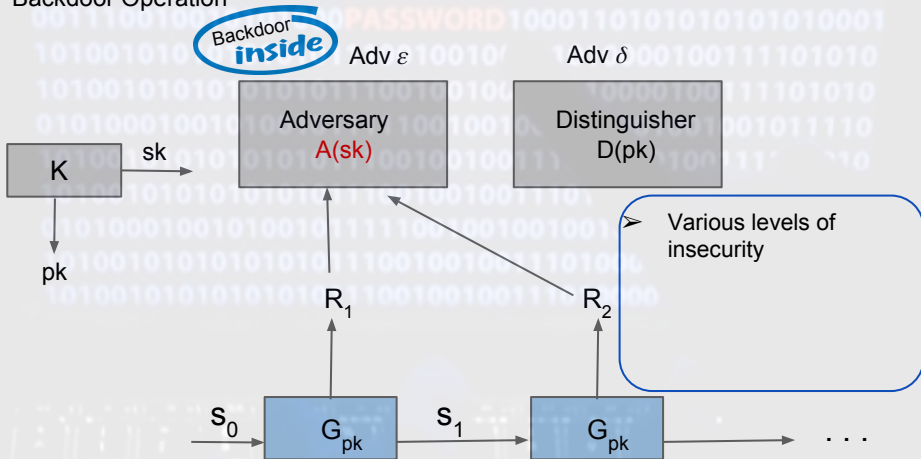 Backdoor Operation
PASSWORD
Backdoor
inside
Adv ε
Adv δ
Adversary
A(sk)
Distinguisher
D(pk)
K
sk
pk
➢ Various levels of
insecurity
R1
R2
S0
Gpk
S1
Gpk
. . .